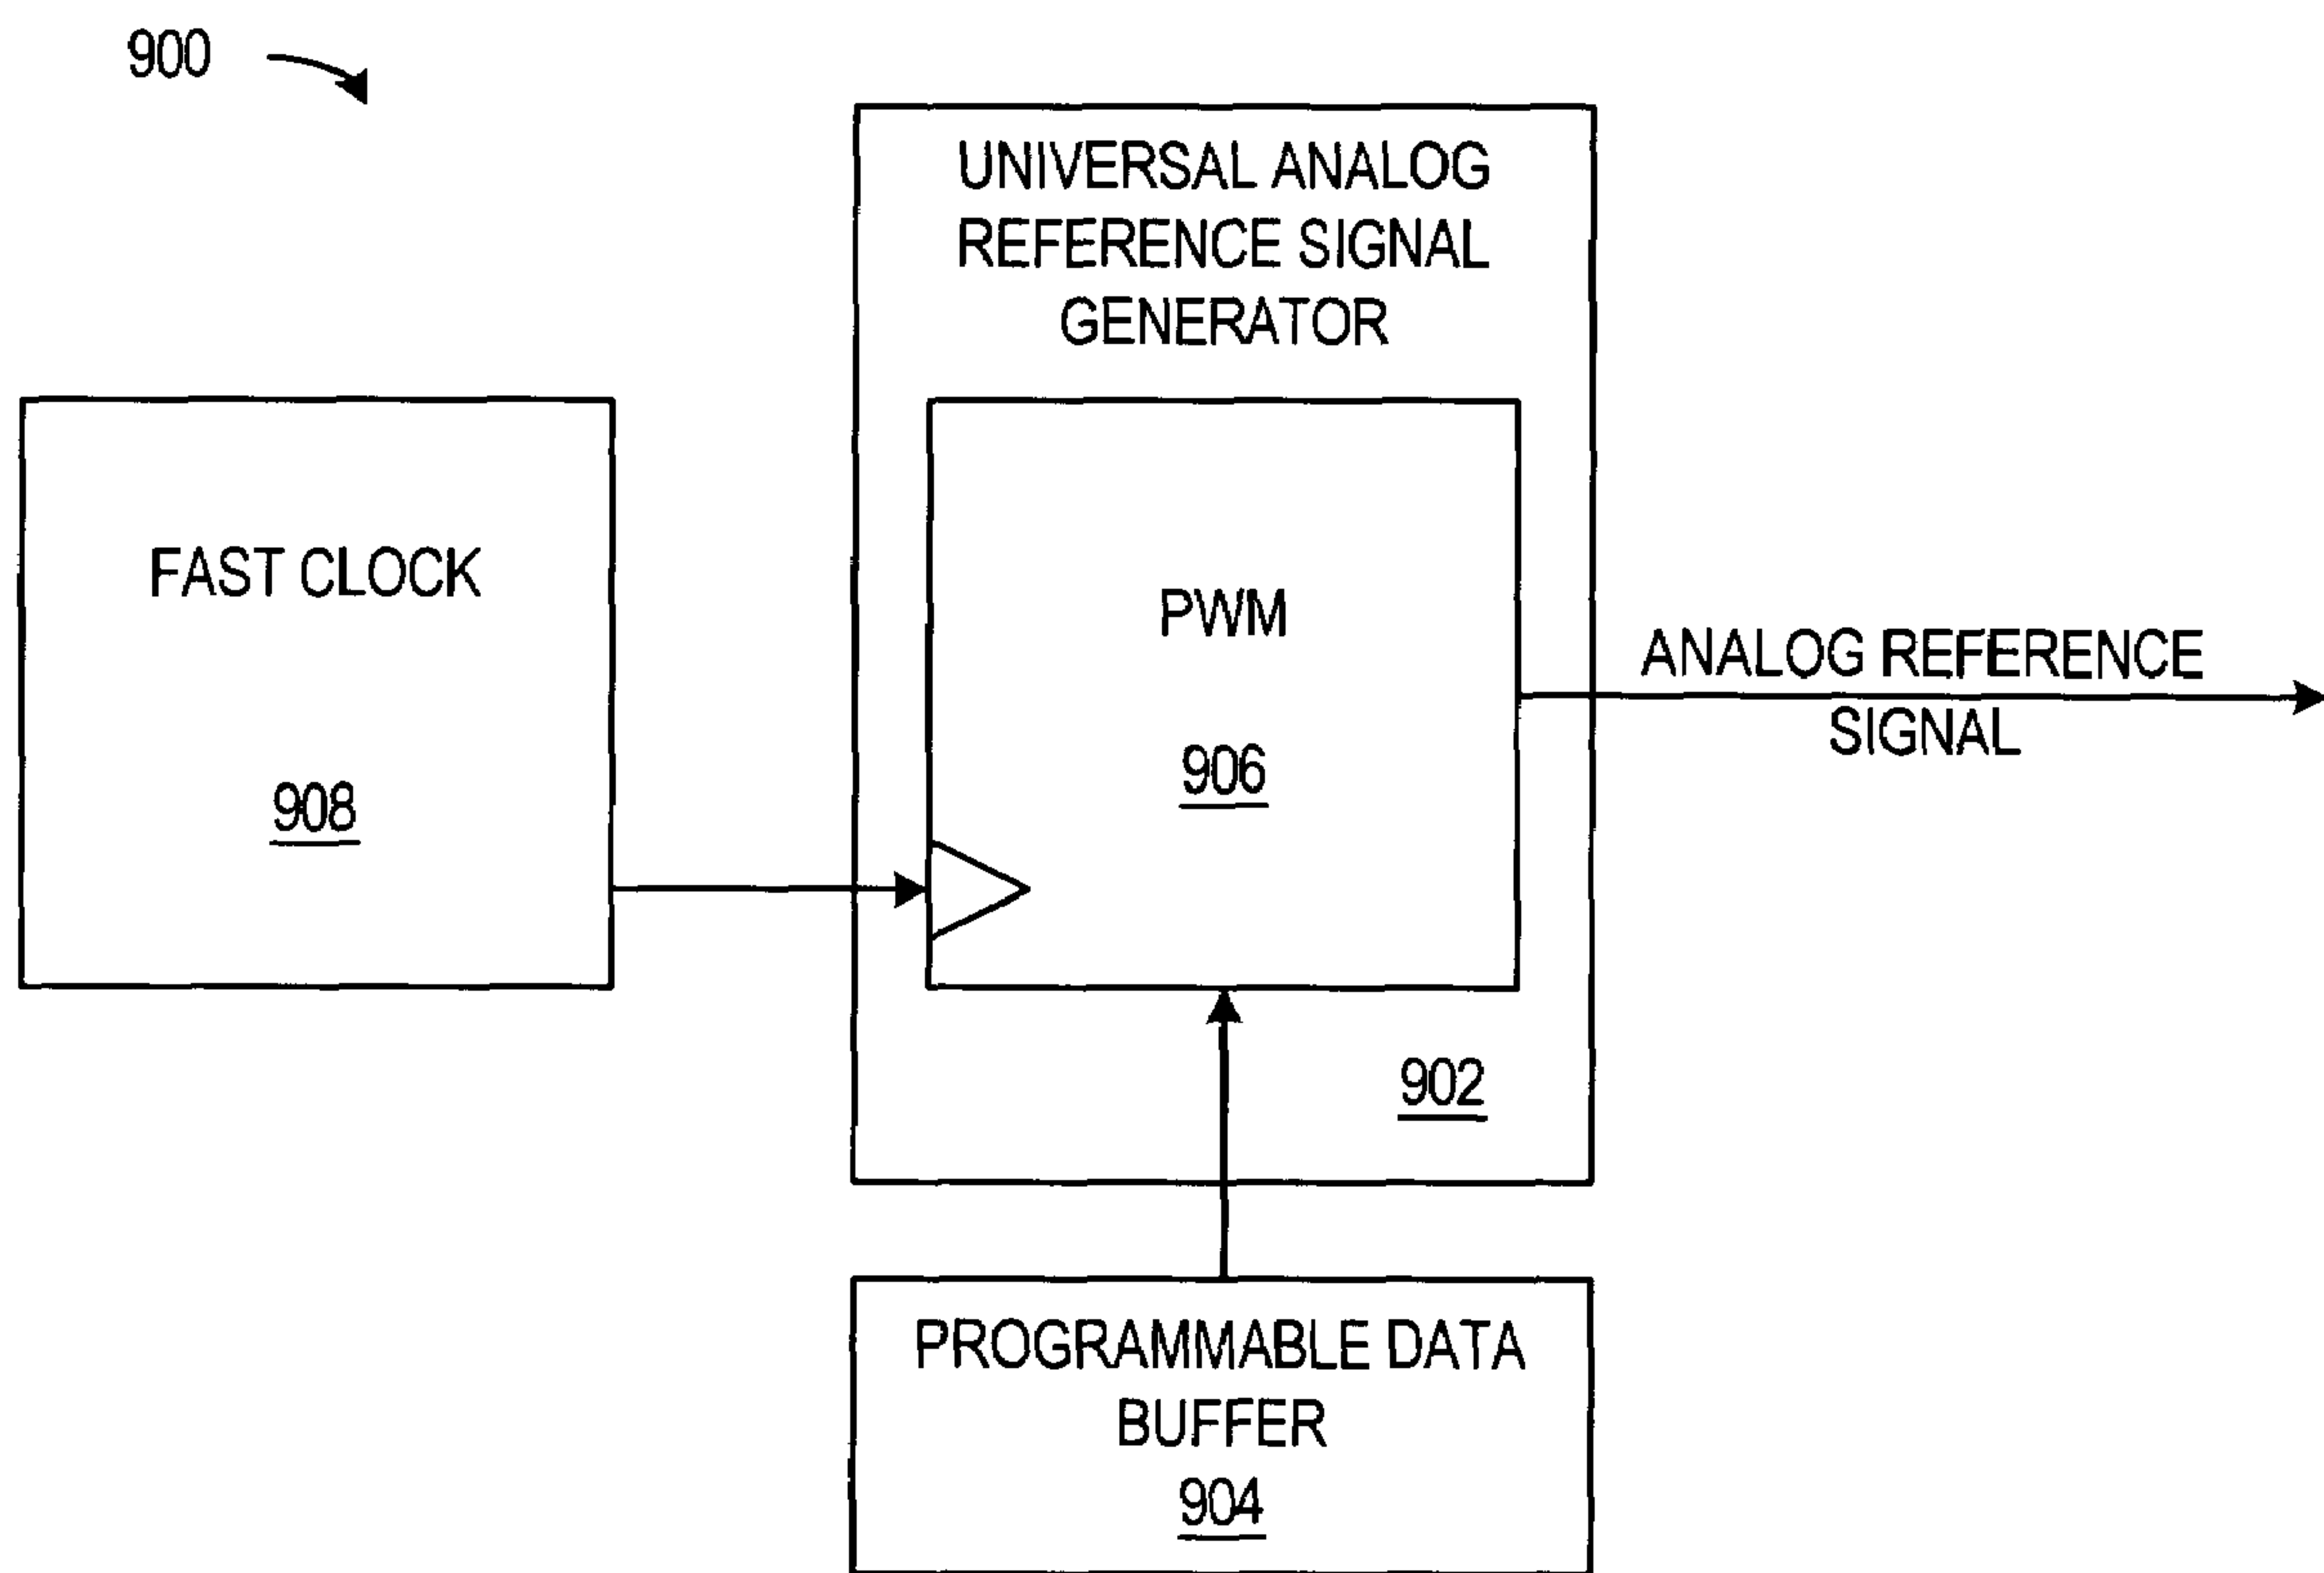 900
UNIVERSAL ANALOG
REFERENCE SIGNAL
GENERATOR
FAST CLOCK
908
PWM
906
ANALOG REFERENCE
SIGNAL
902
PROGRAMMABLE DATA
BUFFER
904